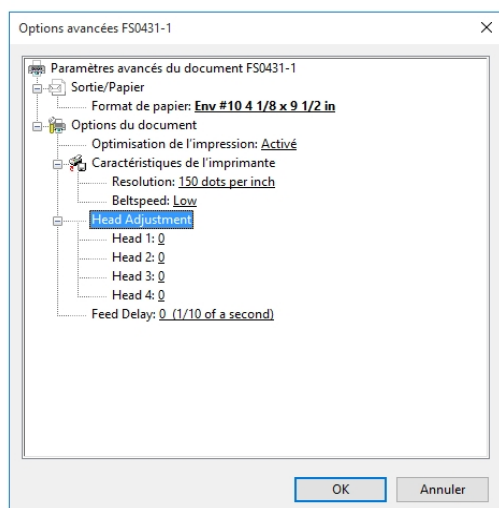 Options avancées FS0431-1
Paramètres avancés du document FS0431-1
Sortie/Papier
Format de papier: Env #10 4 1/8 x 9 1/2 in
Options du document
Optimisation de l'impression: Activé
Caractéristiques de l'imprimante
Resolution: 150 dots per inch
Beltspeed: Low
Head Adjustment
Head 1: 0
Head 2: 0
Head 3: 0
Head 4: 0
Feed Delay: 0 (1/10 of a second)
OK Annuler